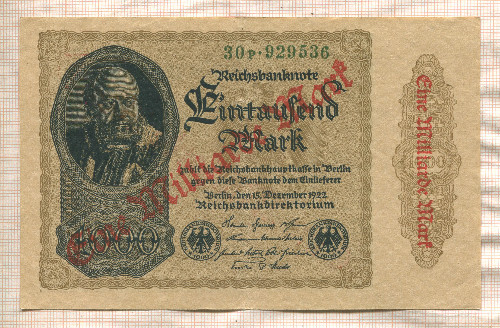 30P·929536
Reichsbanknote
Eintausend
Mark
zahlt die Reichsbankhauptkasse in Berlin
gegen diese Banknote dem Einlieferer
Berlin, den 15. Dezember 1922
Reichsbankdirektorium
1000
Eine Milliarde Mark
Eine Milliarde Mark